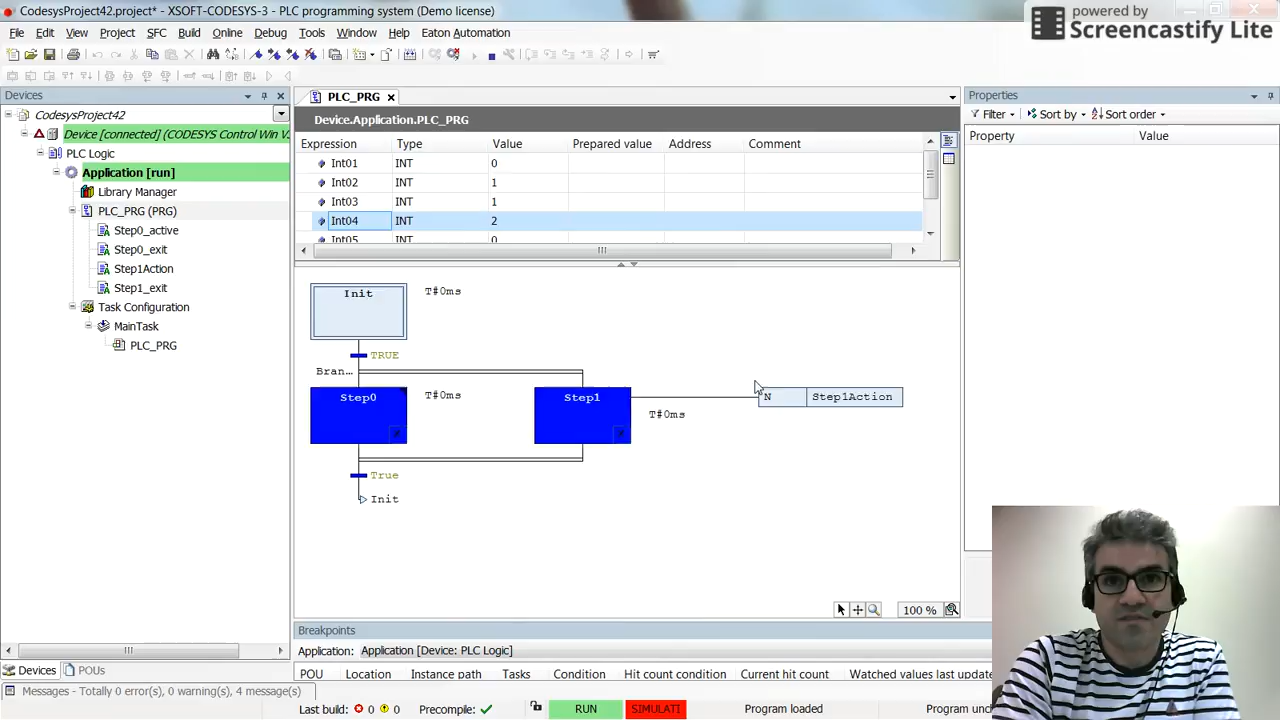 CodesysProject42.project* - XSOFT-CODESYS-3 - PLC programming system (Demo license)
powered by
Screencastify Lite
File Edit View Project SFC Build Online Debug Tools Window Help Eaton Automation
Devices
PLC_PRG
Properties
CodesysProject42
Device [connected] (CODESYS Control Win V3
PLC Logic
Application [run]
Library Manager
PLC_PRG (PRG)
Step0_active
Step0_exit
Step1Action
Step1_exit
Task Configuration
MainTask
PLC_PRG
Device.Application.PLC_PRG
Expression Type Value Prepared value Address Comment
Int01 INT 0
Int02 INT 1
Int03 INT 1
Int04 INT 2
Int05 INT 0
Filter Sort by Sort order
Property Value
Init T#0ms
TRUE
Bran...
Step0 T#0ms Step1 T#0ms N Step1Action
True
Init
100 %
Breakpoints
Application: Application [Device: PLC Logic]
POU Location Instance path Tasks Condition Hit count condition Current hit count Watched values last update
Devices POUs
Messages - Totally 0 error(s), 0 warning(s), 4 message(s)
Last build: 0 0 Precompile: RUN SIMULATI Program loaded Program unc